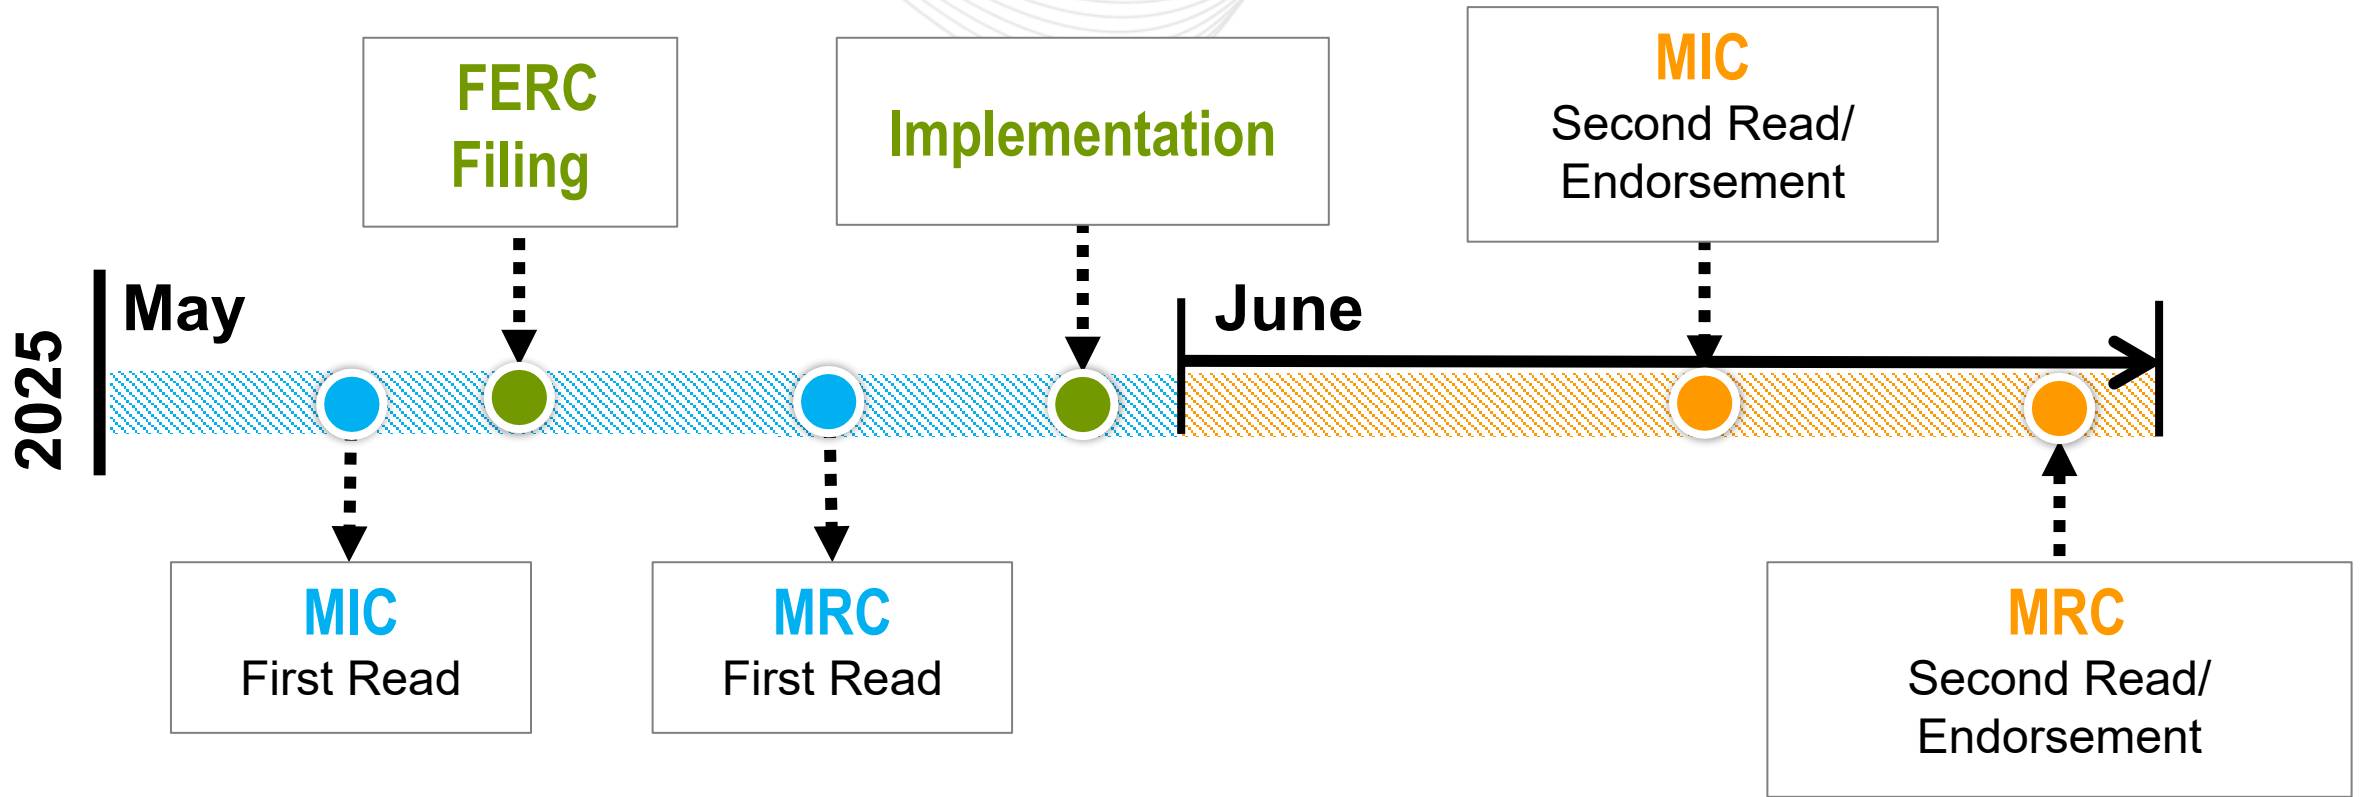 FERC
Filing
Implementation
MIC
Second Read/
Endorsement
2025
May
June
MIC
First Read
MRC
First Read
MRC
Second Read/
Endorsement